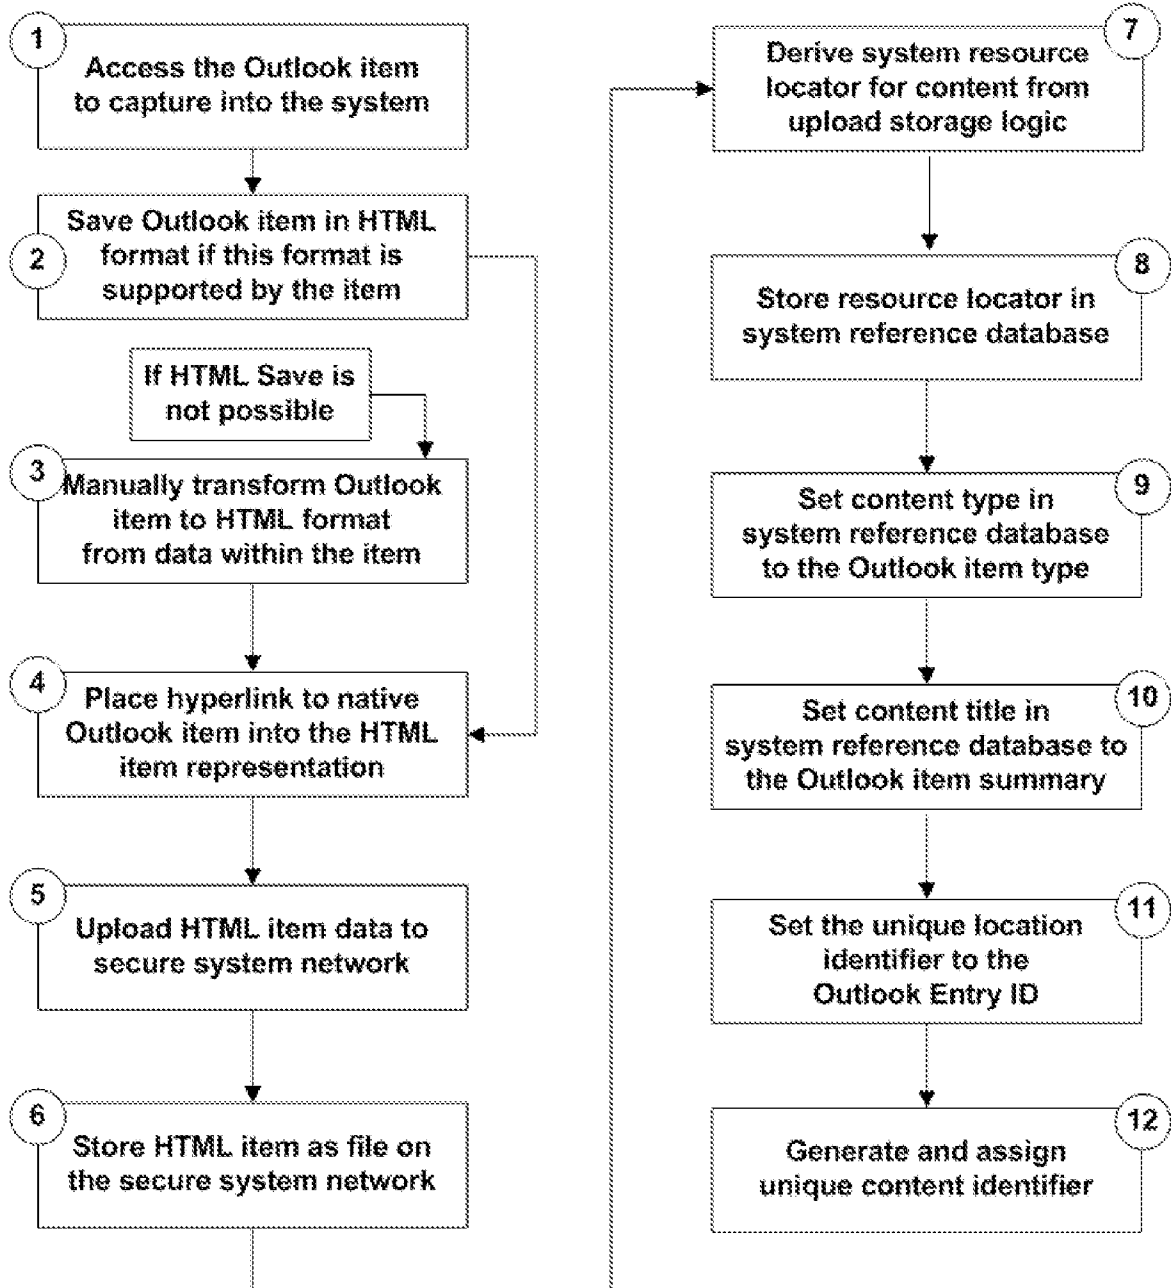 1
Access the Outlook item
to capture into the system
2
Save Outlook item in HTML
format if this format is
supported by the item
If HTML Save is
not possible
3
Manually transform Outlook
item to HTML format
from data within the item
4
Place hyperlink to native
Outlook item into the HTML
item representation
5
Upload HTML item data to
secure system network
6
Store HTML item as file on
the secure system network
7
Derive system resource
locator for content from
upload storage logic
8
Store resource locator in
system reference database
9
Set content type in
system reference database
to the Outlook item type
10
Set content title in
system reference database to
the Outlook item summary
11
Set the unique location
identifier to the
Outlook Entry ID
12
Generate and assign
unique content identifier